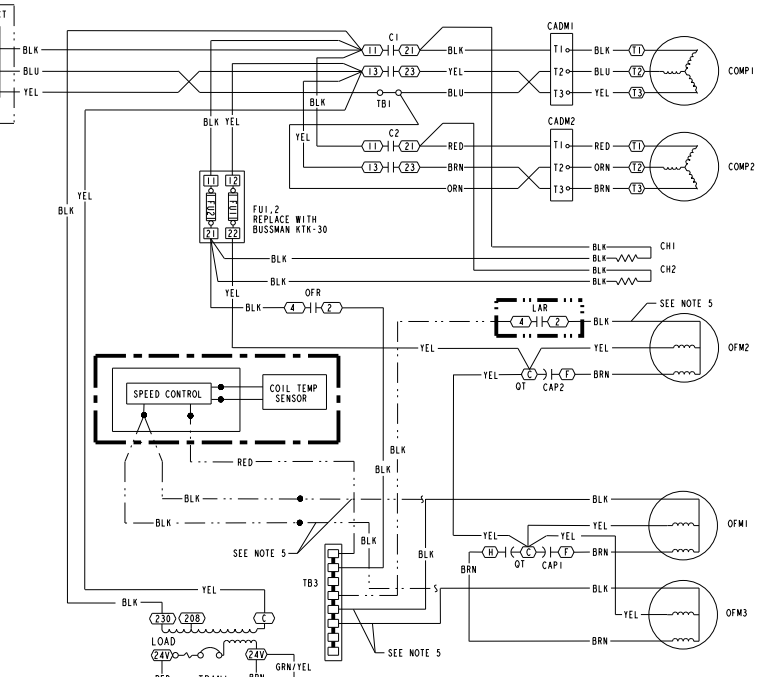 CT
CADM1
C1
BLK
11
21
BLK
T1
BLK
T1
BLU
13
23
YEL
T2
BLU
T2
COMP1
YEL
TB1
BLU
T3
YEL
T3
BLK
BLK YEL
YEL
C2
CADM2
11
21
RED
T1
RED
T1
13
23
BRN
T2
ORN
T2
COMP2
ORN
T3
BRN
T3
11
12
YEL
BLK
FU2
FU1
FU1,2
REPLACE WITH
BUSSMAN KTK-30
21
22
BLK
CH1
BLK
BLK
BLK
CH2
BLK
BLK
YEL
OFR
BLK
4
2
LAR
4
2
BLK
SEE NOTE 5
YEL
YEL
OFM2
YEL
C
F
BRN
QT
CAP2
SPEED CONTROL
COIL TEMP
SENSOR
RED
BLK
BLK
BLK
BLK
BLK
YEL
YEL
OFM1
SEE NOTE 5
BLK
BLK
H
C
F
BRN
QT
CAP1
BRN
TB3
YEL
BLK
BLK
YEL
OFM3
230
208
C
BRN
LOAD
SEE NOTE 5
24V
24V
GRN/YEL
RED
TRAN1
BRN